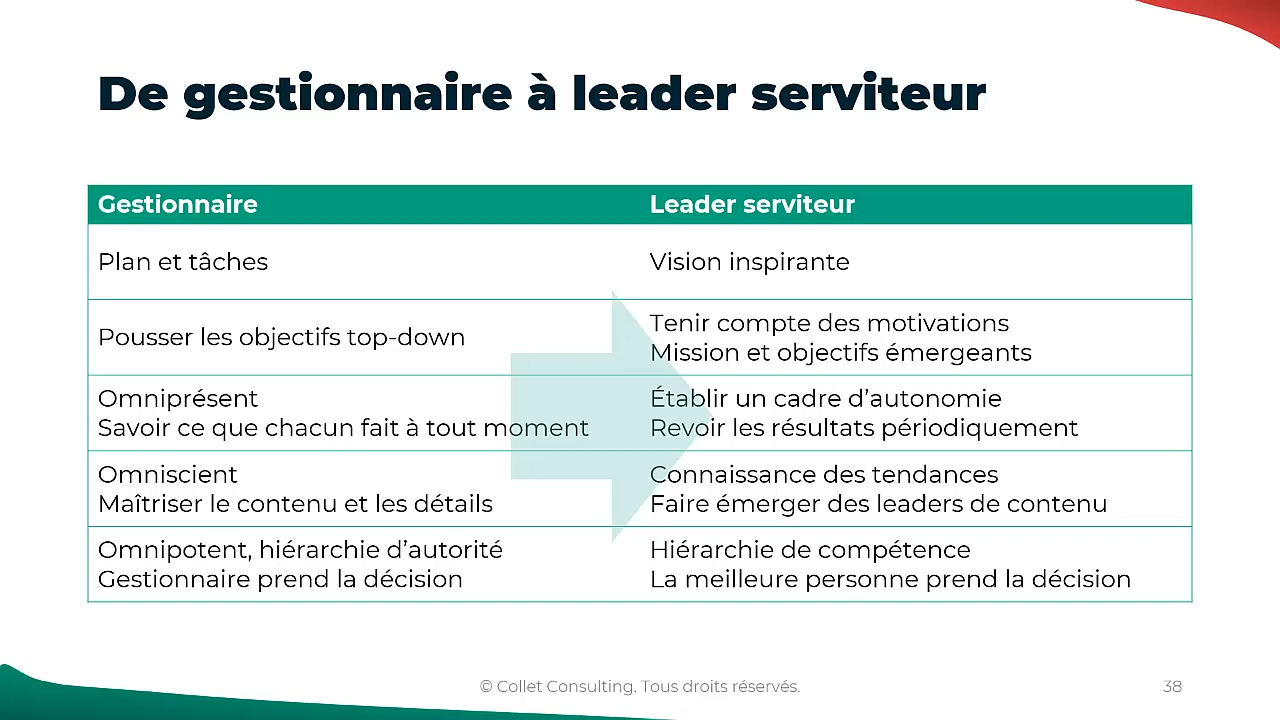 De gestionnaire à leader serviteur
Gestionnaire
Leader serviteur
Plan et tâches
Vision inspirante
Pousser les objectifs top-down
Tenir compte des motivations
Mission et objectifs émergeants
Omniprésent
Savoir ce que chacun fait à tout moment
Établir un cadre d’autonomie
Revoir les résultats périodiquement
Omniscient
Maîtriser le contenu et les détails
Connaissance des tendances
Faire émerger des leaders de contenu
Omnipotent, hiérarchie d’autorité
Gestionnaire prend la décision
Hiérarchie de compétence
La meilleure personne prend la décision
© Collet Consulting. Tous droits réservés.
38